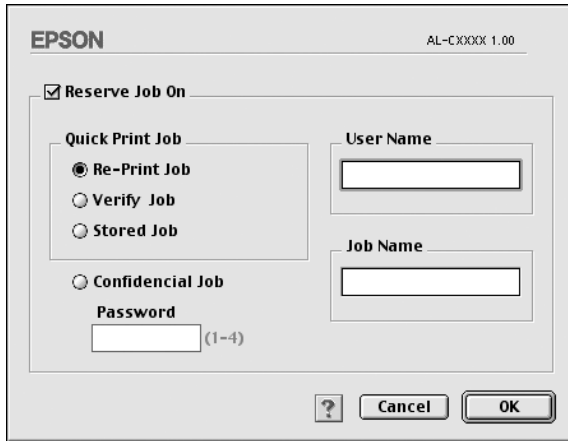 EPSON
AL-CXXXX 1.00
Reserve Job On
Quick Print Job
Re-Print Job
Verify Job
Stored Job
Confidencial Job
Password
(1-4)
User Name
Job Name
?
Cancel
OK